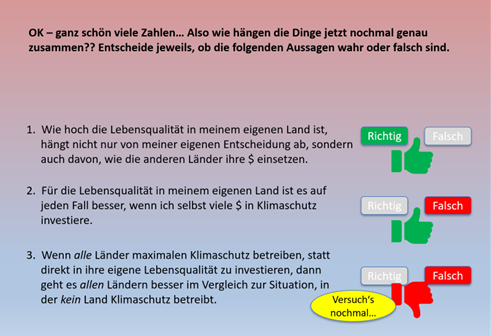 OK – ganz schön viele Zahlen… Also wie hängen die Dinge jetzt nochmal genau
zusammen?? Entscheide jeweils, ob die folgenden Aussagen wahr oder falsch sind.
1. Wie hoch die Lebensqualität in meinem eigenen Land ist,
hängt nicht nur von meiner eigenen Entscheidung ab, sondern
auch davon, wie die anderen Länder ihre $ einsetzen.
Richtig Falsch
2. Für die Lebensqualität in meinem eigenen Land ist es auf
jeden Fall besser, wenn ich selbst viele $ in Klimaschutz
investiere.
Richtig Falsch
3. Wenn alle Länder maximalen Klimaschutz betreiben, statt
direkt in ihre eigene Lebensqualität zu investieren, dann
geht es allen Ländern besser im Vergleich zur Situation, in
der kein Land Klimaschutz betreibt.
Richtig Falsch
Versuch's
nochmal…